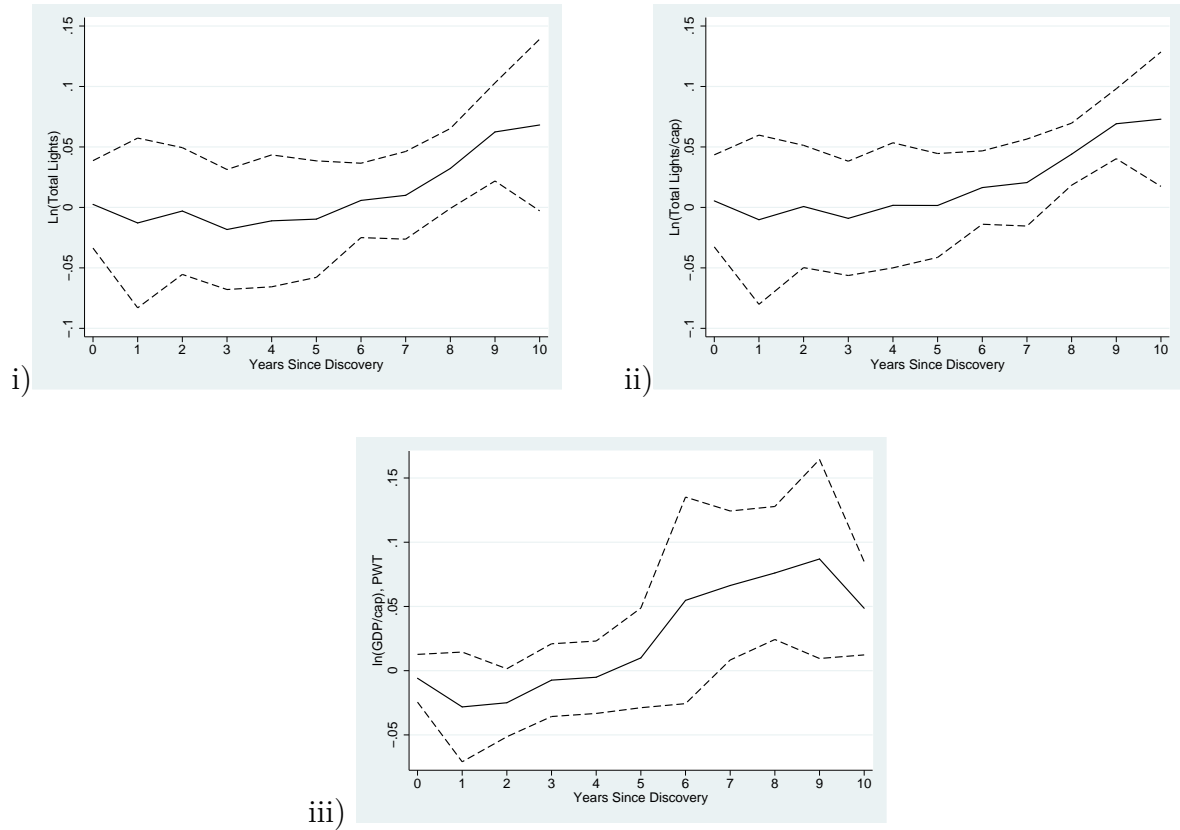 .15
.1
.05
0
−.05
−.1
Ln(Total Lights)
0 1 2 3 4 5 6 7 8 9 10
Years Since Discovery
i)
.15
.1
.05
0
−.05
−.1
Ln(Total Lights/cap)
0 1 2 3 4 5 6 7 8 9 10
Years Since Discovery
ii)
.15
.1
.05
0
−.05
ln(GDP/cap), PWT
0 1 2 3 4 5 6 7 8 9 10
Years Since Discovery
iii)